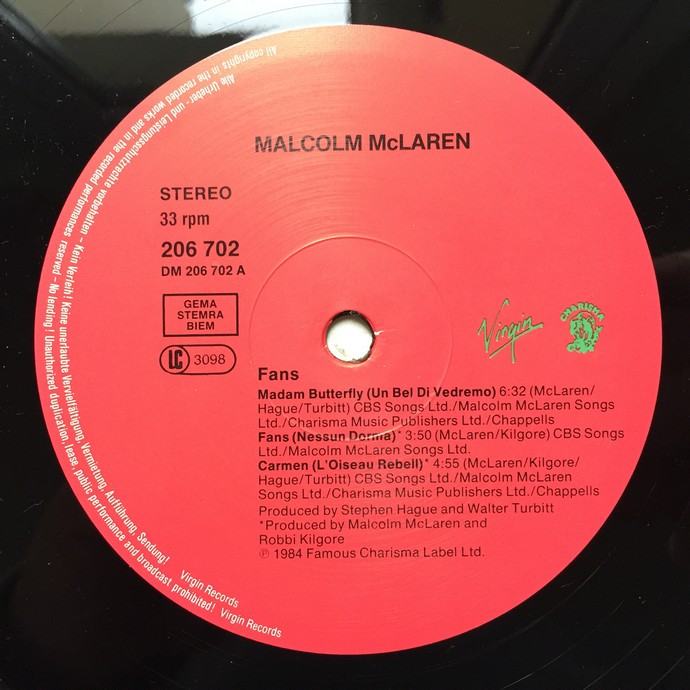 MALCOLM McLAREN
STEREO
33 rpm
206 702
DM 206 702 A
GEMA
STEMRA
BIEM
LC 3098
Virgin
CHARISMA
Fans
Madam Butterfly (Un Bel Di Vedremo) 6:32 (McLaren/
Hague/Turbitt) CBS Songs Ltd./Malcolm McLaren Songs
Ltd./Charisma Music Publishers Ltd./Chappells
Fans (Nessun Dorma)* 3:50 (McLaren/Kilgore) CBS Songs
Ltd./Malcolm McLaren Songs Ltd.
Carmen (L'Oiseau Rebell)* 4:55 (McLaren/Kilgore/
Hague/Turbitt) CBS Songs Ltd./Malcolm McLaren
Songs Ltd./Charisma Music Publishers Ltd./Chappells
Produced by Stephen Hague and Walter Turbitt
*Produced by Malcolm McLaren and
Robbi Kilgore
℗ 1984 Famous Charisma Label Ltd.
Alle Urheber- und Leistungsschutzrechte vorbehalten - Kein Verleih! Keine unerlaubte Vervielfältigung, Vermietung, Aufführung, Sendung! Virgin Records
All copyrights in the recorded works and in the recorded performances reserved - No lending! Unauthorized duplication, lease, public performance and broadcast prohibited! Virgin Records